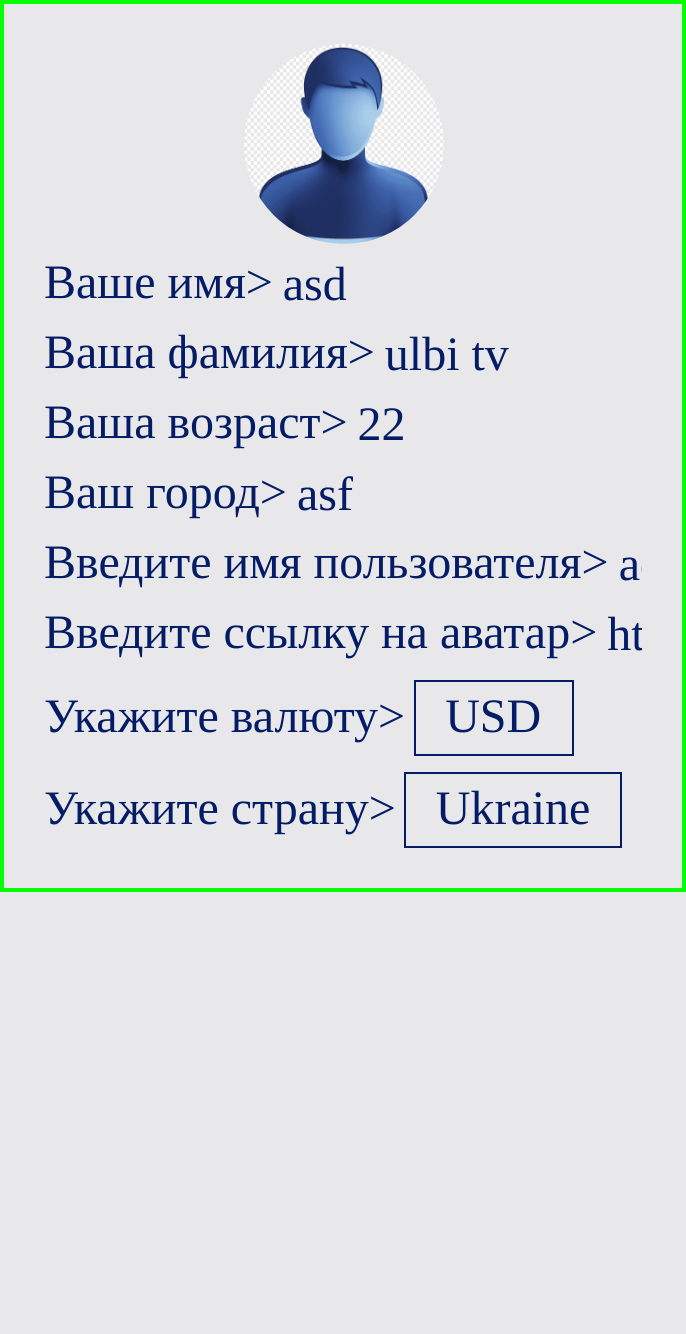 Ваше имя> asd
Ваша фамилия> ulbi tv
Ваша возраст> 22
Ваш город> asf
Введите имя пользователя>
Введите ссылку на аватар> ht
Укажите валюту> USD
Укажите страну> Ukraine